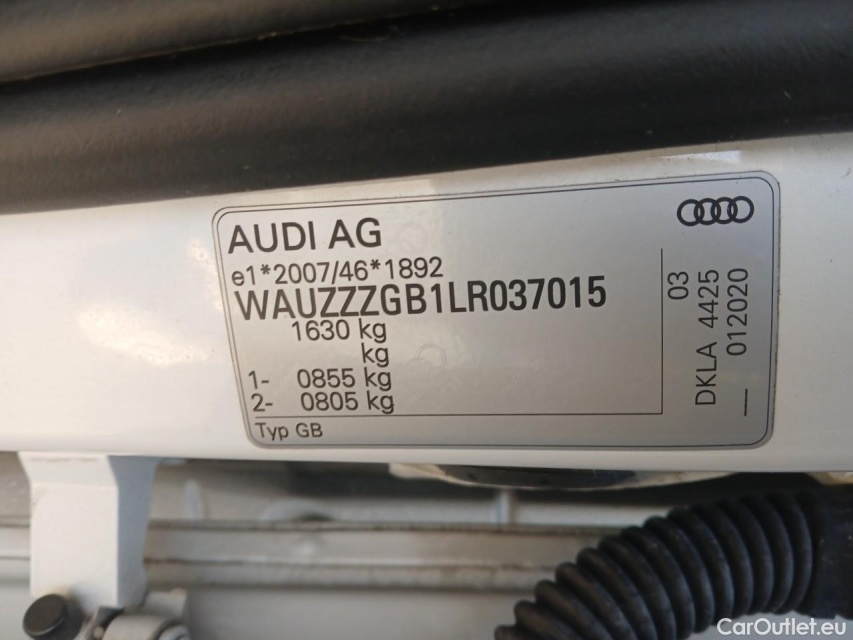 AUDI AG
e1*2007/46*1892
WAUZZZGB1LR037015
1630 kg
kg
1- 0855 kg
2- 0805 kg
Typ GB
03
DKLA 4425
— 012020
CarOutlet.eu